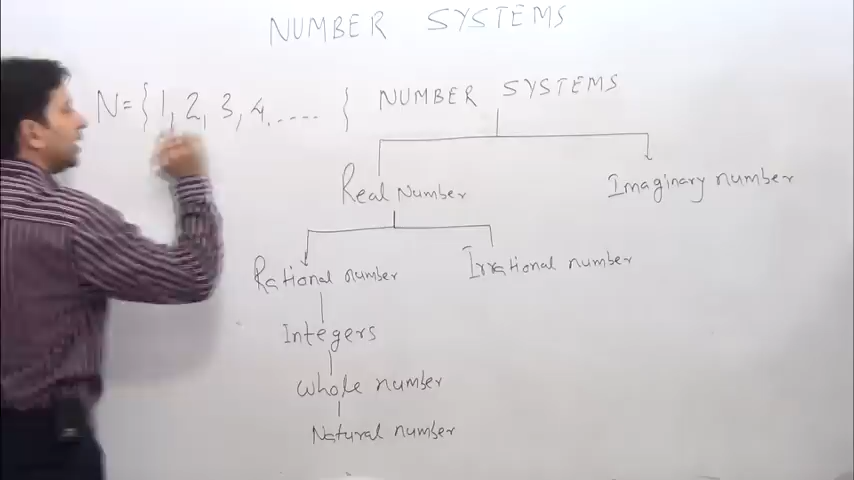 NUMBER SYSTEMS
N = { 1, 2, 3, 4, ..... }
NUMBER SYSTEMS
Real Number
Imaginary number
Rational number
Irrational number
Integers
Whole number
Natural number